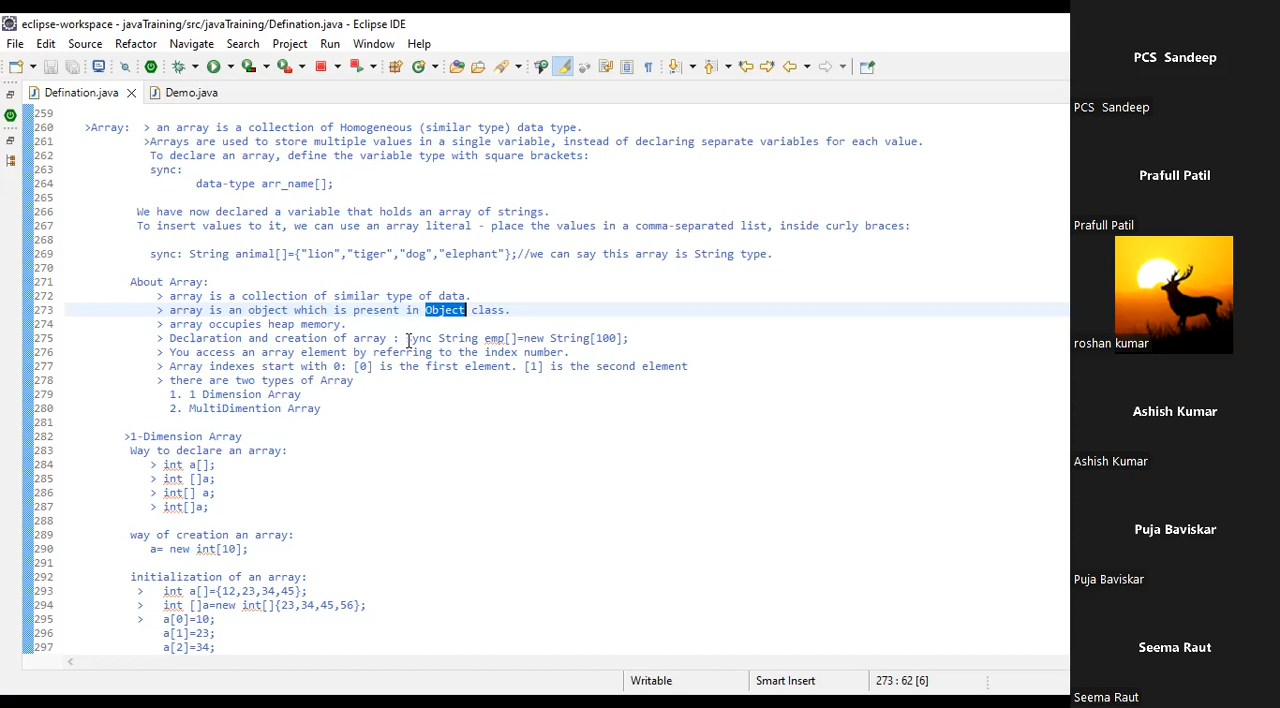 eclipse-workspace - javaTraining/src/javaTraining/Defination.java - Eclipse IDE
File Edit Source Refactor Navigate Search Project Run Window Help
Defination.java Demo.java
259
260 >Array: > an array is a collection of Homogeneous (similar type) data type.
261 >Arrays are used to store multiple values in a single variable, instead of declaring separate variables for each value.
262 To declare an array, define the variable type with square brackets:
263 sync:
264 data-type arr_name[];
265
266 We have now declared a variable that holds an array of strings.
267 To insert values to it, we can use an array literal - place the values in a comma-separated list, inside curly braces:
268
269 sync: String animal[]={"lion","tiger","dog","elephant"};//we can say this array is String type.
270
271 About Array:
272 > array is a collection of similar type of data.
273 > array is an object which is present in Object class.
274 > array occupies heap memory.
275 > Declaration and creation of array : sync String emp[]=new String[100];
276 > You access an array element by referring to the index number.
277 > Array indexes start with 0: [0] is the first element. [1] is the second element
278 > there are two types of Array
279 1. 1 Dimension Array
280 2. MultiDimention Array
281
282 >1-Dimension Array
283 Way to declare an array:
284 > int a[];
285 > int []a;
286 > int[] a;
287 > int[]a;
288
289 way of creation an array:
290 a= new int[10];
291
292 initialization of an array:
293 > int a[]={12,23,34,45};
294 > int []a=new int[]{23,34,45,56};
295 > a[0]=10;
296 a[1]=23;
297 a[2]=34;
Writable Smart Insert 273 : 62 [6]
PCS Sandeep
PCS Sandeep
Prafull Patil
Prafull Patil
roshan kumar
Ashish Kumar
Ashish Kumar
Puja Baviskar
Puja Baviskar
Seema Raut
Seema Raut